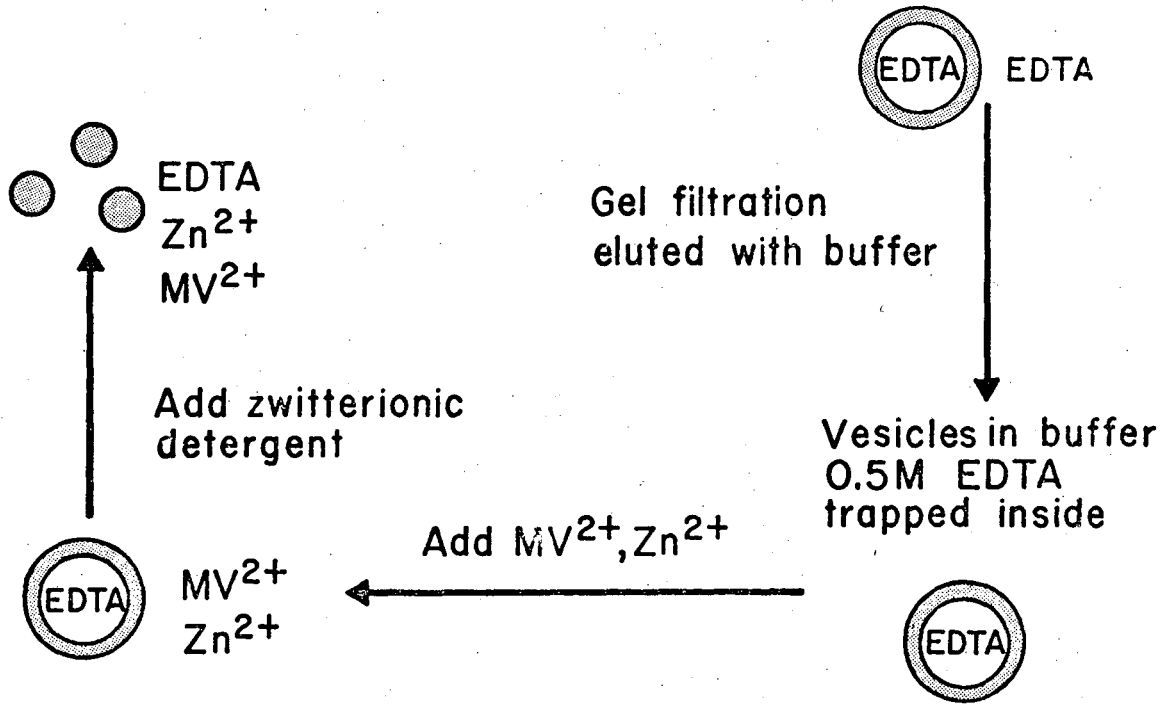 EDTA EDTA
Gel filtration
eluted with buffer
Vesicles in buffer
0.5M EDTA
trapped inside
EDTA
Add MV²⁺, Zn²⁺
EDTA
MV²⁺
Zn²⁺
Add zwitterionic
detergent
EDTA
Zn²⁺
MV²⁺